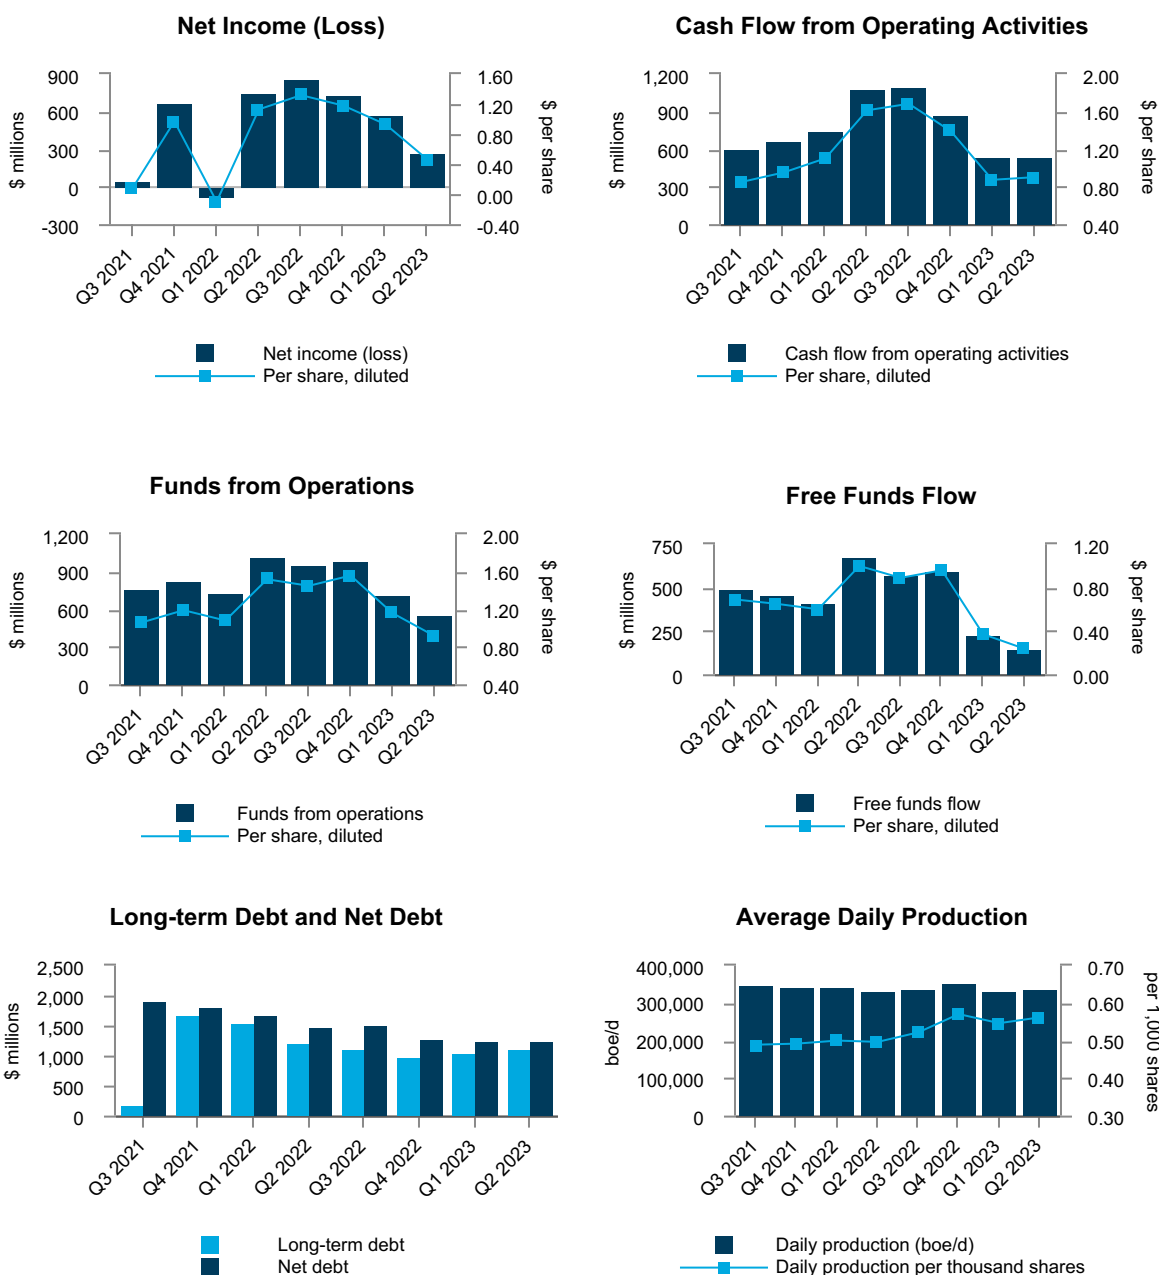 Net Income (Loss)
$ millions
900
600
300
0
-300
1.60
1.20
0.80
0.40
0.00
-0.40
$ per share
Q3 2021
Q4 2021
Q1 2022
Q2 2022
Q3 2022
Q4 2022
Q1 2023
Q2 2023
Net income (loss)
Per share, diluted
Cash Flow from Operating Activities
$ millions
1,200
900
600
300
0
2.00
1.60
1.20
0.80
0.40
$ per share
Q3 2021
Q4 2021
Q1 2022
Q2 2022
Q3 2022
Q4 2022
Q1 2023
Q2 2023
Cash flow from operating activities
Per share, diluted
Funds from Operations
$ millions
1,200
900
600
300
0
2.00
1.60
1.20
0.80
0.40
$ per share
Q3 2021
Q4 2021
Q1 2022
Q2 2022
Q3 2022
Q4 2022
Q1 2023
Q2 2023
Funds from operations
Per share, diluted
Free Funds Flow
$ millions
750
500
250
0
1.20
0.80
0.40
0.00
$ per share
Q3 2021
Q4 2021
Q1 2022
Q2 2022
Q3 2022
Q4 2022
Q1 2023
Q2 2023
Free funds flow
Per share, diluted
Long-term Debt and Net Debt
$ millions
2,500
2,000
1,500
1,000
500
0
Q3 2021
Q4 2021
Q1 2022
Q2 2022
Q3 2022
Q4 2022
Q1 2023
Q2 2023
Long-term debt
Net debt
Average Daily Production
boe/d
400,000
300,000
200,000
100,000
0
0.70
0.60
0.50
0.40
0.30
per 1,000 shares
Q3 2021
Q4 2021
Q1 2022
Q2 2022
Q3 2022
Q4 2022
Q1 2023
Q2 2023
Daily production (boe/d)
Daily production per thousand shares